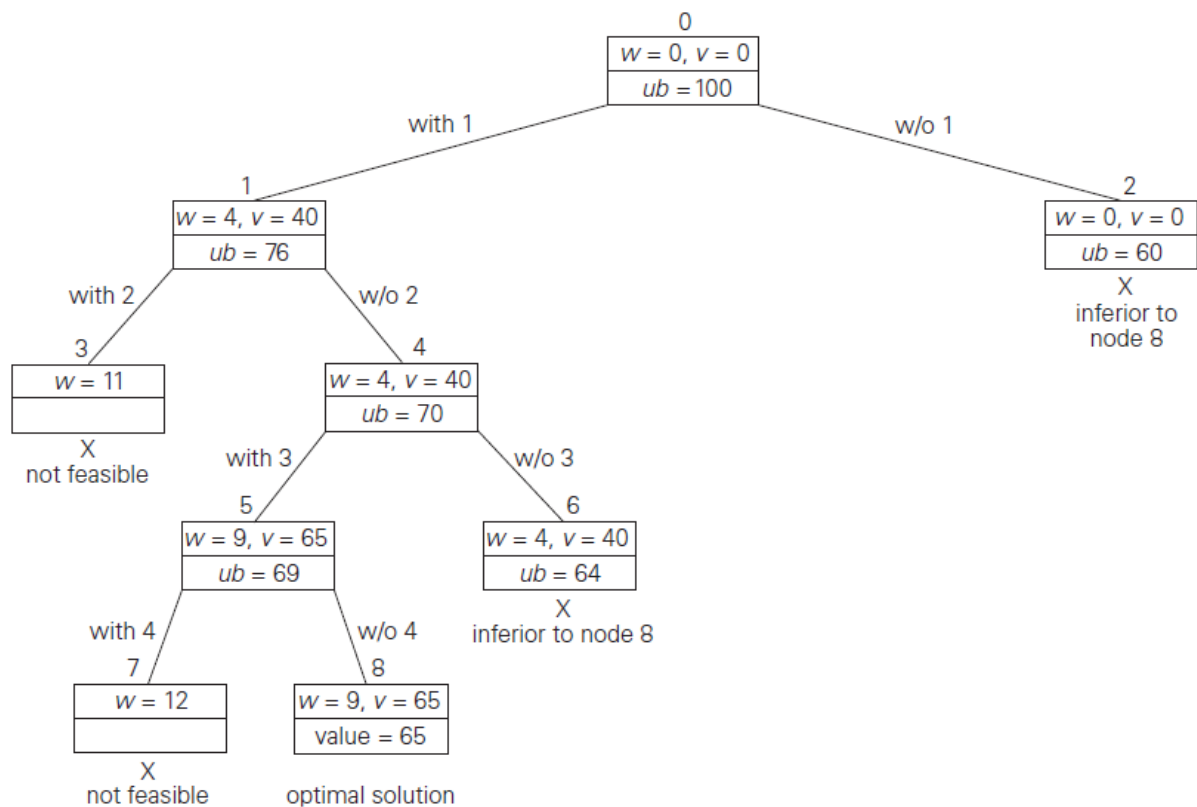 0
w = 0, v = 0
ub = 100
with 1
w/o 1
1
w = 4, v = 40
ub = 76
2
w = 0, v = 0
ub = 60
X
inferior to
node 8
with 2
w/o 2
3
w = 11
X
not feasible
4
w = 4, v = 40
ub = 70
with 3
w/o 3
5
w = 9, v = 65
ub = 69
6
w = 4, v = 40
ub = 64
X
inferior to node 8
with 4
w/o 4
7
w = 12
X
not feasible
8
w = 9, v = 65
value = 65
optimal solution